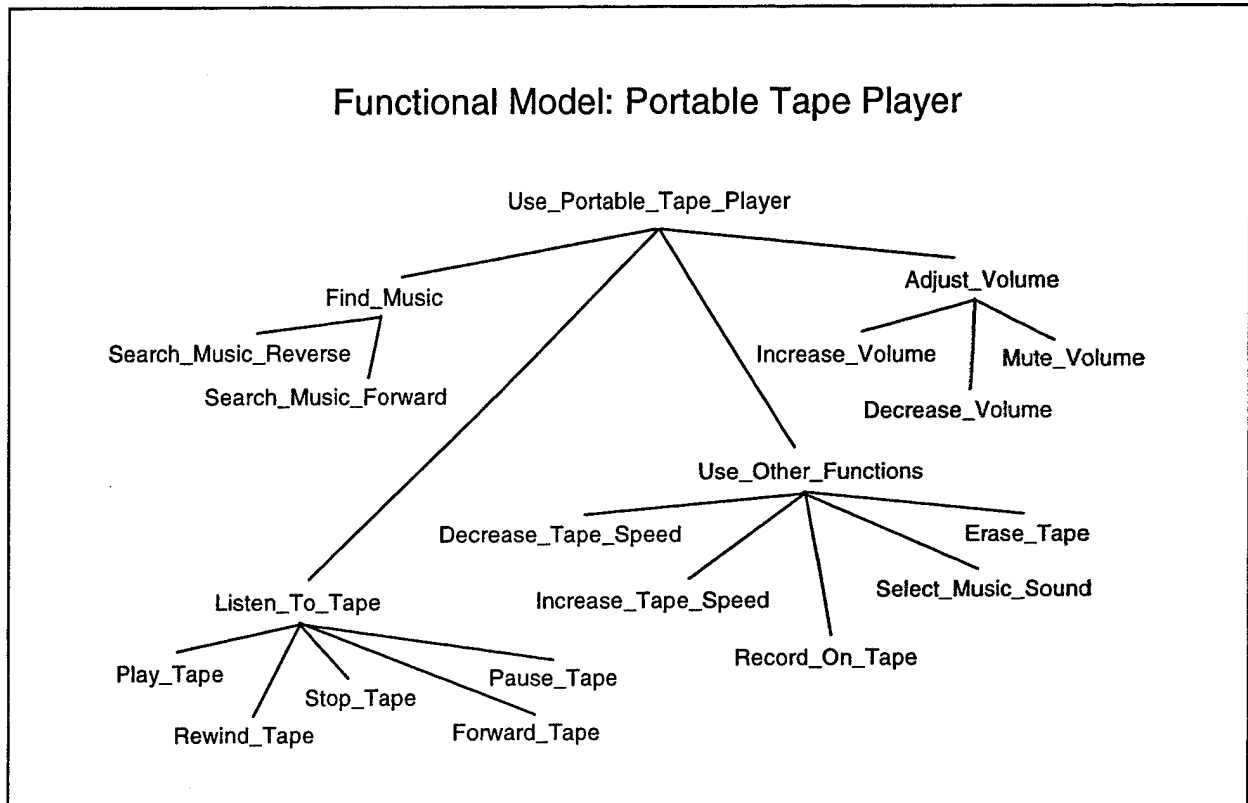 Functional Model: Portable Tape Player
Use_Portable_Tape_Player
Find_Music
Search_Music_Reverse
Search_Music_Forward
Adjust_Volume
Increase_Volume
Mute_Volume
Decrease_Volume
Use_Other_Functions
Decrease_Tape_Speed
Erase_Tape
Increase_Tape_Speed
Select_Music_Sound
Record_On_Tape
Listen_To_Tape
Play_Tape
Pause_Tape
Stop_Tape
Rewind_Tape
Forward_Tape